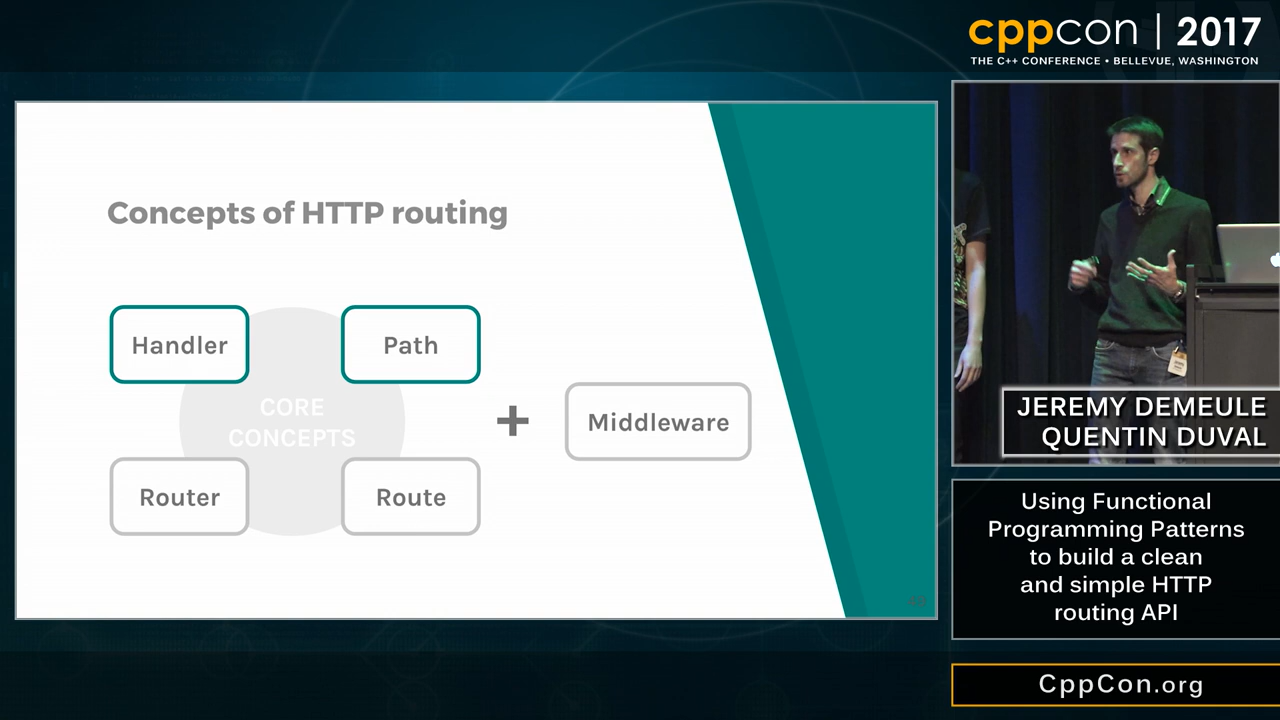 cppcon | 2017
THE C++ CONFERENCE • BELLEVUE, WASHINGTON
Concepts of HTTP routing
Handler
Path
CORE
CONCEPTS
+
Middleware
Router
Route
JEREMY DEMEULE
QUENTIN DUVAL
Using Functional
Programming Patterns
to build a clean
and simple HTTP
routing API
CppCon.org